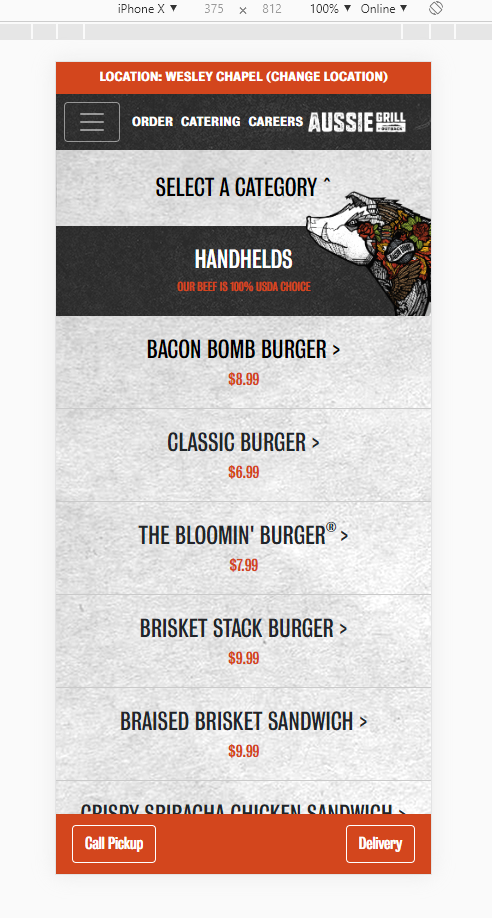 iPhone X ▼ 375 × 812 100% ▼ Online ▼
LOCATION: WESLEY CHAPEL (CHANGE LOCATION)
ORDER CATERING CAREERS AUSSIE GRILL
BY OUTBACK
SELECT A CATEGORY ^
HANDHELDS
OUR BEEF IS 100% USDA CHOICE
BACON BOMB BURGER >
$8.99
CLASSIC BURGER >
$6.99
THE BLOOMIN' BURGER® >
$7.99
BRISKET STACK BURGER >
$9.99
BRAISED BRISKET SANDWICH >
$9.99
CRISPY SRIRACHA CHICKEN SANDWICH >
Call Pickup Delivery